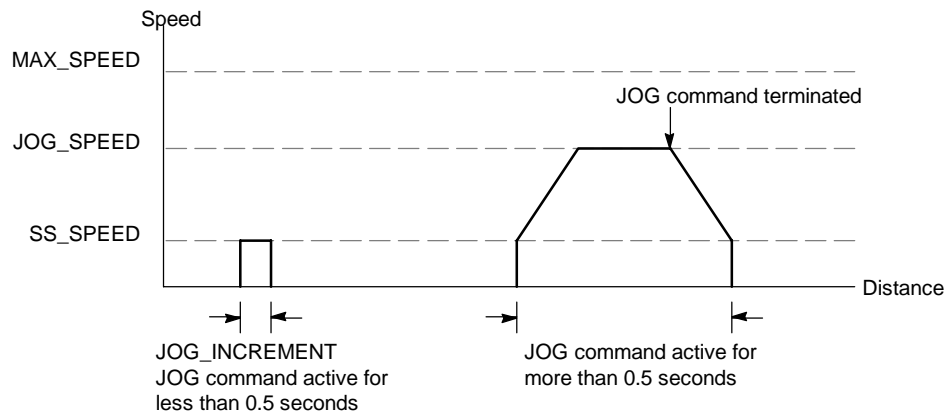 Speed
MAX_SPEED
JOG command terminated
JOG_SPEED
SS_SPEED
Distance
JOG_INCREMENT
JOG command active for
less than 0.5 seconds
JOG command active for
more than 0.5 seconds